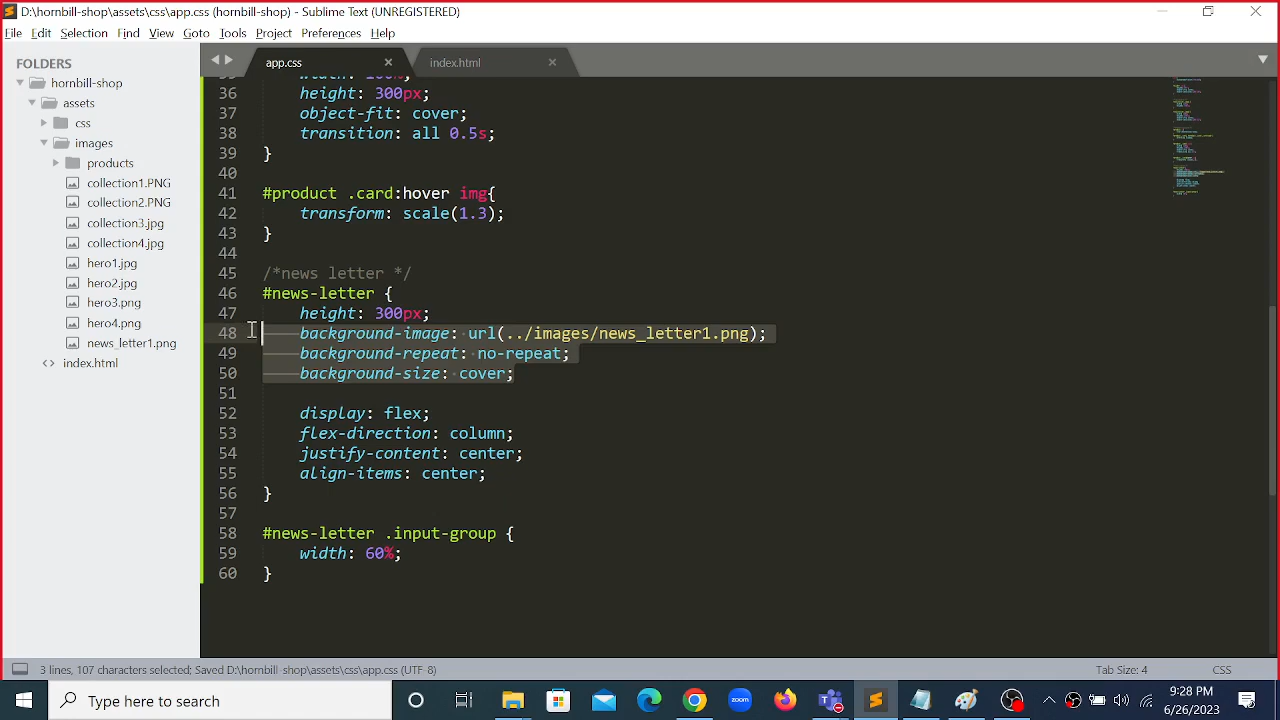 D:\hornbill-shop\assets\css\app.css (hornbill-shop) - Sublime Text (UNREGISTERED)
File Edit Selection Find View Goto Tools Project Preferences Help
FOLDERS
hornbill-shop
assets
css
images
products
collection1.PNG
collection2.PNG
collection3.jpg
collection4.jpg
hero1.jpg
hero2.jpg
hero3.png
hero4.png
news_letter1.png
index.html
app.css
index.html
36 height: 300px;
37 object-fit: cover;
38 transition: all 0.5s;
39 }
40
41 #product .card:hover img{
42 transform: scale(1.3);
43 }
44
45 /*news letter */
46 #news-letter {
47 height: 300px;
48 background-image: url(../images/news_letter1.png);
49 background-repeat: no-repeat;
50 background-size: cover;
51
52 display: flex;
53 flex-direction: column;
54 justify-content: center;
55 align-items: center;
56 }
57
58 #news-letter .input-group {
59 width: 60%;
60 }
3 lines, 107 characters selected; Saved D:\hornbill-shop\assets\css\app.css (UTF-8)
Tab Size: 4
CSS
Type here to search
zoom
9:28 PM
6/26/2023